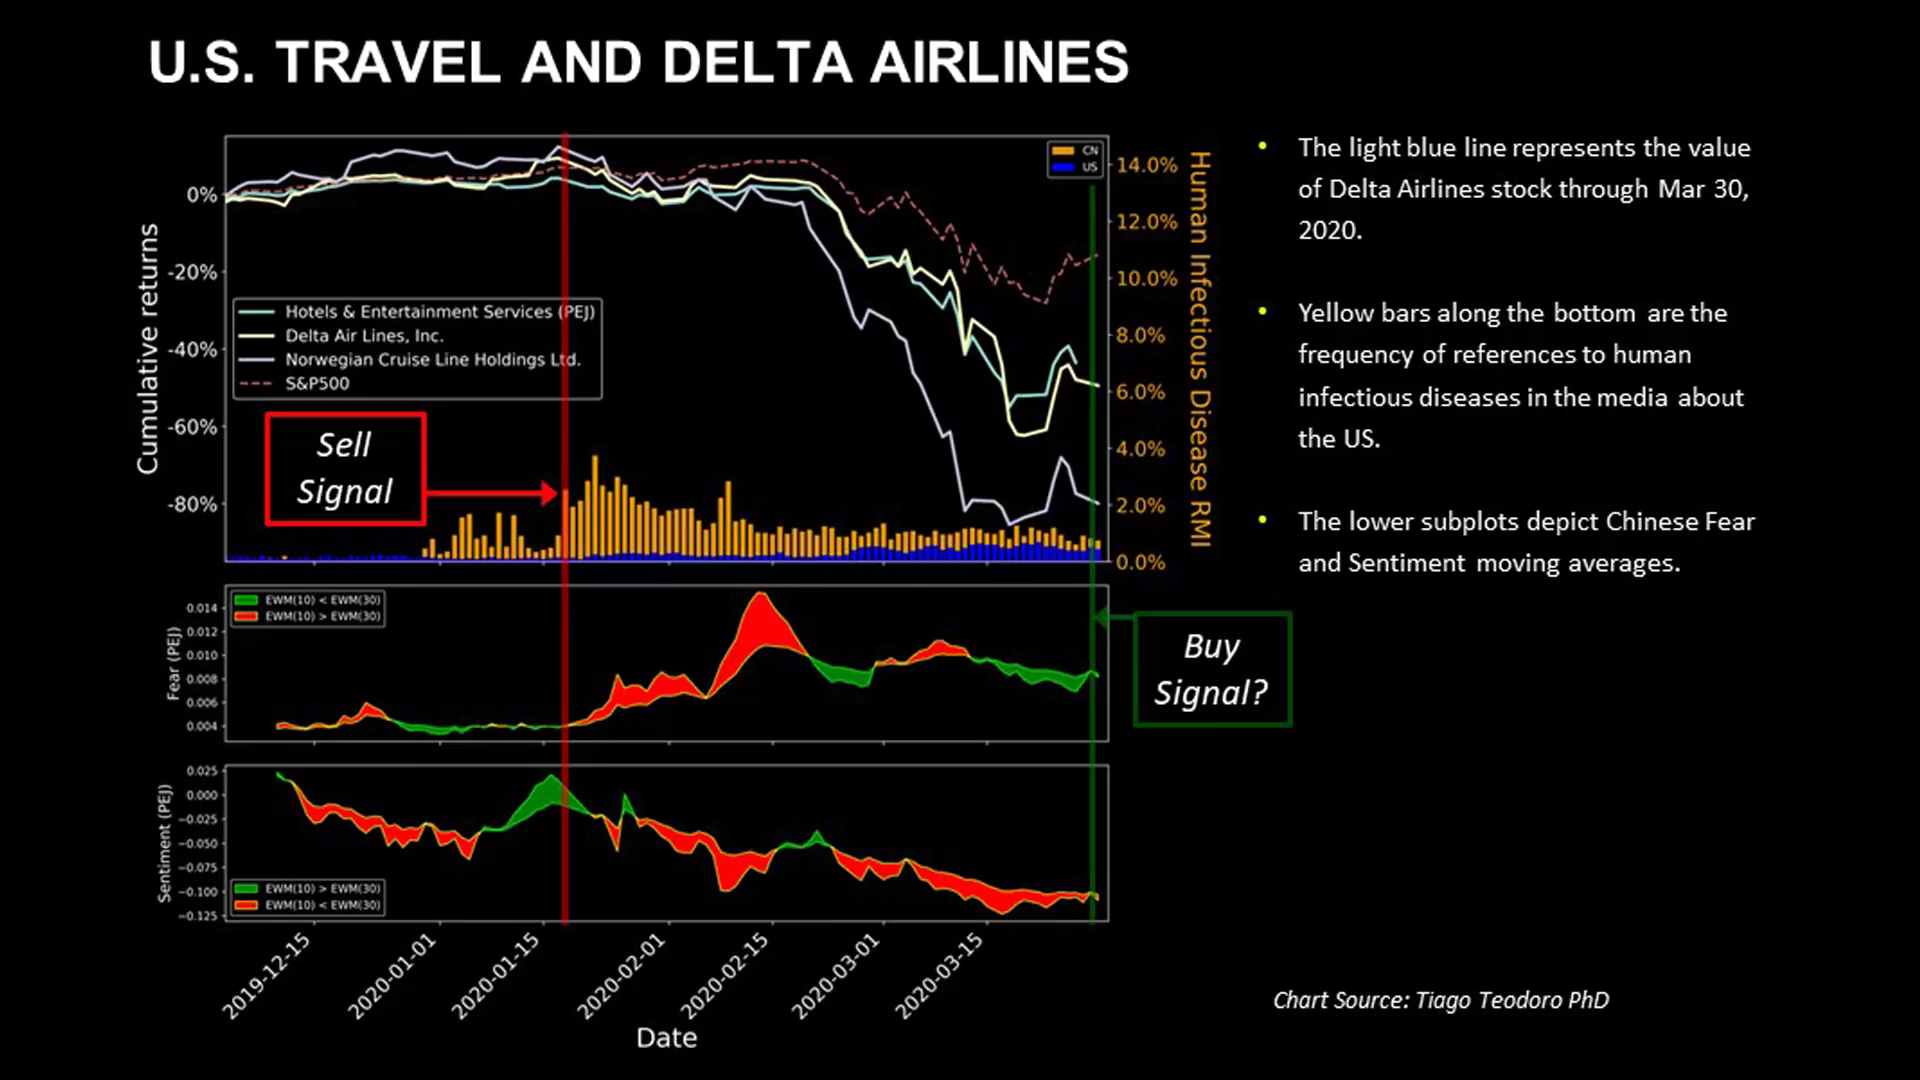 U.S. TRAVEL AND DELTA AIRLINES
Cumulative returns
0%
-20%
-40%
-60%
-80%
Hotels & Entertainment Services (PEJ)
Delta Air Lines, Inc.
Norwegian Cruise Line Holdings Ltd.
S&P500
Sell
Signal
CN
US
14.0%
12.0%
10.0%
8.0%
6.0%
4.0%
2.0%
0.0%
Human Infectious Disease RMI
Fear (PEJ)
0.014
0.012
0.010
0.008
0.006
0.004
EWM(10) < EWM(30)
EWM(10) > EWM(30)
Buy
Signal?
Sentiment (PEJ)
0.025
0.000
−0.025
−0.050
−0.075
−0.100
−0.125
EWM(10) > EWM(30)
EWM(10) < EWM(30)
2019-12-15
2020-01-01
2020-01-15
2020-02-01
2020-02-15
2020-03-01
2020-03-15
Date
• The light blue line represents the value
of Delta Airlines stock through Mar 30,
2020.
• Yellow bars along the bottom are the
frequency of references to human
infectious diseases in the media about
the US.
• The lower subplots depict Chinese Fear
and Sentiment moving averages.
Chart Source: Tiago Teodoro PhD